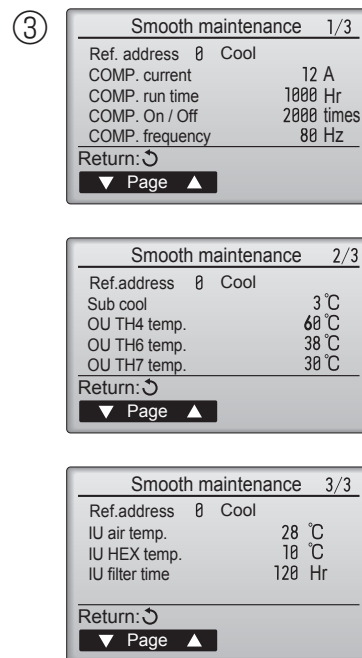 ③
Smooth maintenance 1/3
Ref. address 0 Cool
COMP. current 12 A
COMP. run time 1000 Hr
COMP. On / Off 2000 times
COMP. frequency 80 Hz
Return:↺
▼ Page ▲
Smooth maintenance 2/3
Ref.address 0 Cool
Sub cool 3℃
OU TH4 temp. 60℃
OU TH6 temp. 38℃
OU TH7 temp. 30℃
Return:↺
▼ Page ▲
Smooth maintenance 3/3
Ref.address 0 Cool
IU air temp. 28 ℃
IU HEX temp. 10 ℃
IU filter time 120 Hr
Return:↺
▼ Page ▲